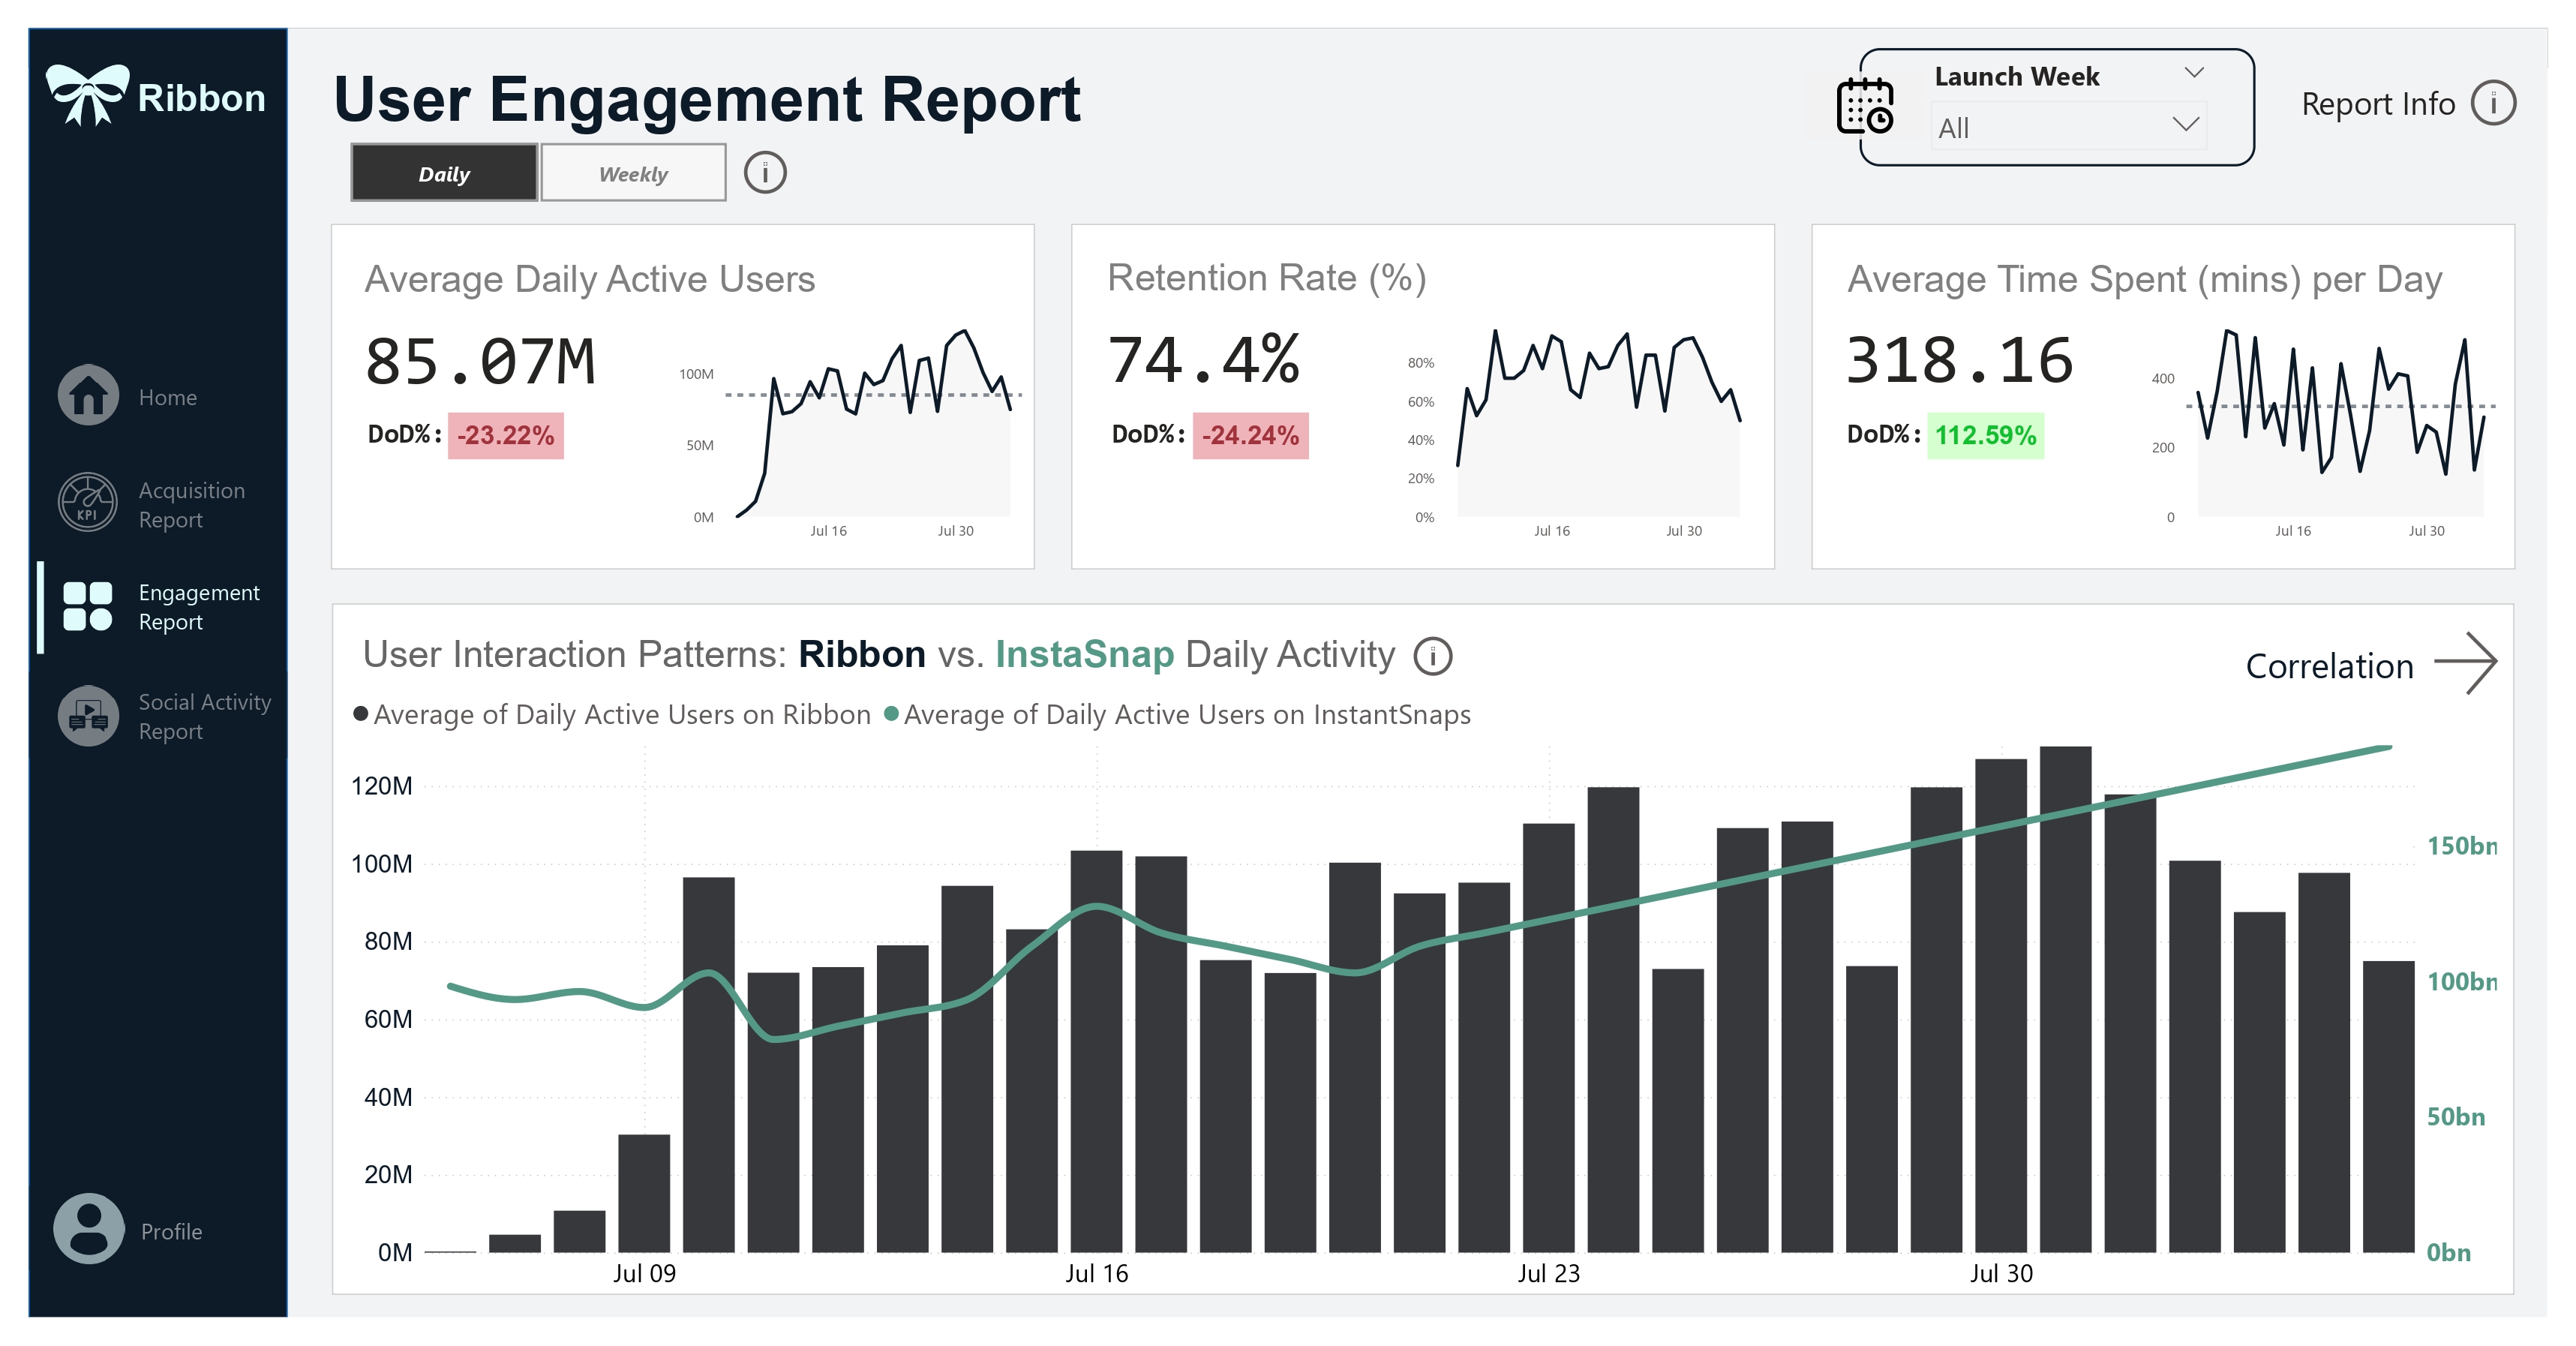 Ribbon
User Engagement Report
Launch Week
All
Report Info
Daily
Weekly
Home
Acquisition
Report
KPI
Engagement
Report
Social Activity
Report
Profile
Average Daily Active Users
85.07M
DoD%: -23.22%
100M
50M
0M
Jul 16
Jul 30
Retention Rate (%)
74.4%
DoD%: -24.24%
80%
60%
40%
20%
0%
Jul 16
Jul 30
Average Time Spent (mins) per Day
318.16
DoD%: 112.59%
400
200
0
Jul 16
Jul 30
User Interaction Patterns: Ribbon vs. InstaSnap Daily Activity
Correlation
Average of Daily Active Users on Ribbon
Average of Daily Active Users on InstantSnaps
120M
100M
80M
60M
40M
20M
0M
150bn
100bn
50bn
0bn
Jul 09
Jul 16
Jul 23
Jul 30